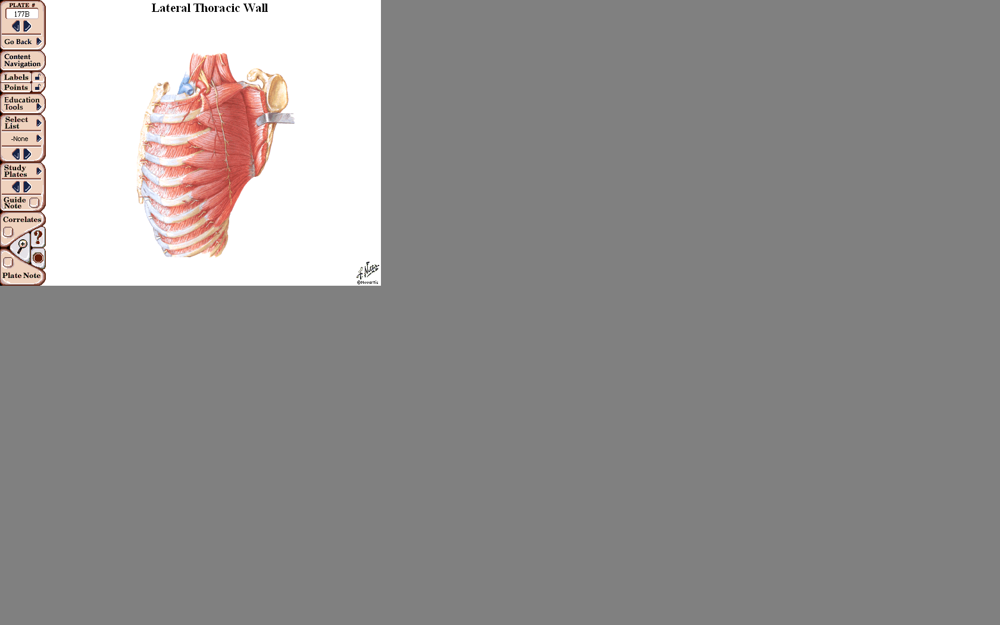 PLATE #
177B
Go Back
Content
Navigation
Labels
Points
Education
Tools
Select
List
-None
Study
Plates
Guide
Note
Correlates
?
Plate Note
Lateral Thoracic Wall
F. Netter
©Novartis